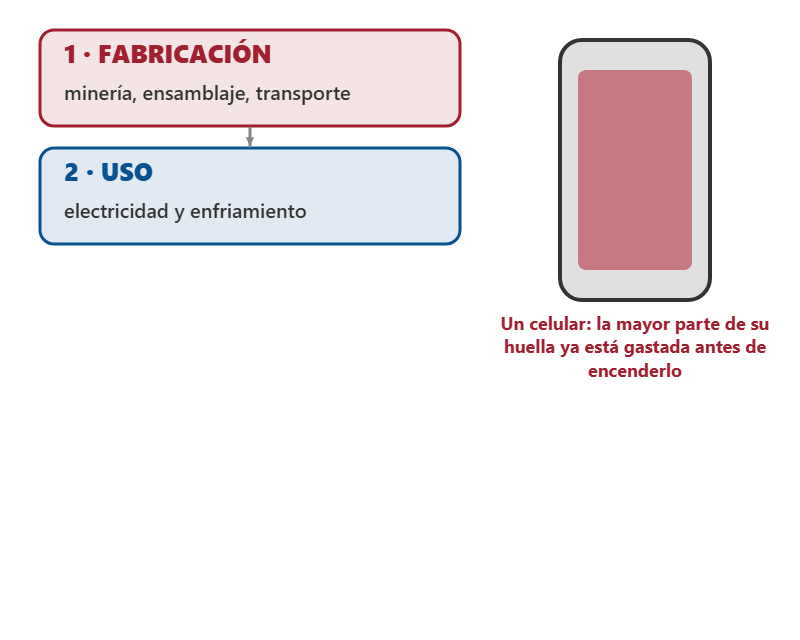 1 · FABRICACIÓN
minería, ensamblaje, transporte
2 · USO
electricidad y enfriamiento
Un celular: la mayor parte de su
huella ya está gastada antes de
encenderlo